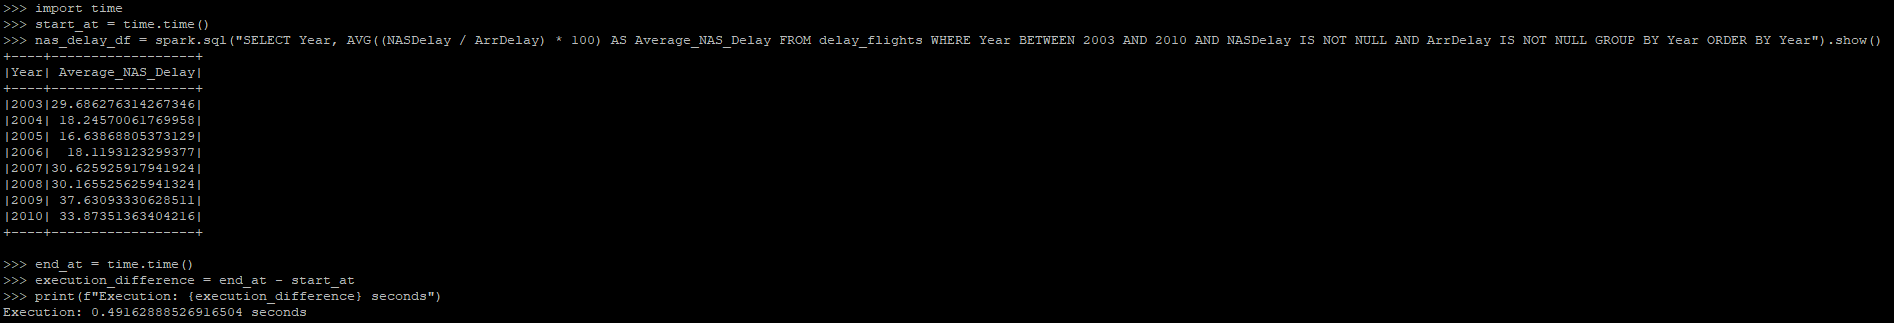 >>> import time
>>> start_at = time.time()
>>> nas_delay_df = spark.sql("SELECT Year, AVG((NASDelay / ArrDelay) * 100) AS Average_NAS_Delay FROM delay_flights WHERE Year BETWEEN 2003 AND 2010 AND NASDelay IS NOT NULL AND ArrDelay IS NOT NULL GROUP BY Year ORDER BY Year").show()
+----+------------------+
|Year| Average_NAS_Delay|
+----+------------------+
|2003|29.686276314267346|
|2004| 18.24570061769958|
|2005| 16.63868805373129|
|2006|  18.1193123299377|
|2007|30.625925917941924|
|2008|30.165525625941324|
|2009| 37.63093330628511|
|2010| 33.87351363404216|
+----+------------------+
>>> end_at = time.time()
>>> execution_difference = end_at - start_at
>>> print(f"Execution: {execution_difference} seconds")
Execution: 0.49162888526916504 seconds